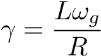 γ = Lω_g / R